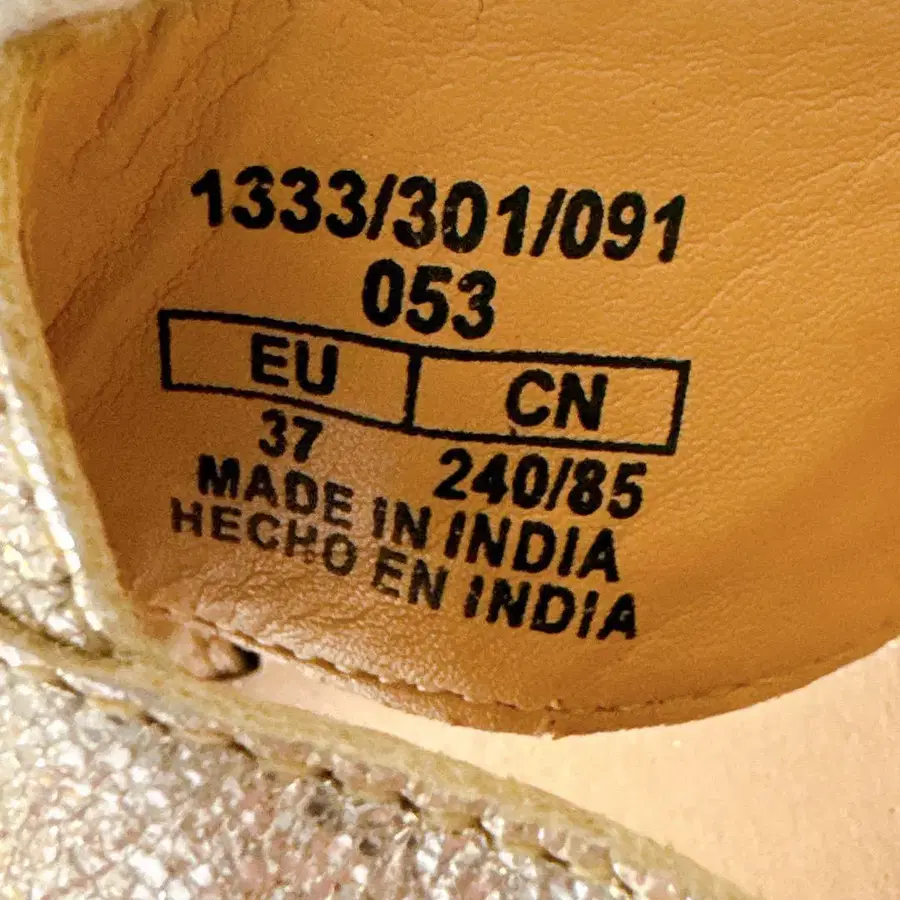 1333/301/091
053
EU CN
37 240/85
MADE IN INDIA
HECHO EN INDIA